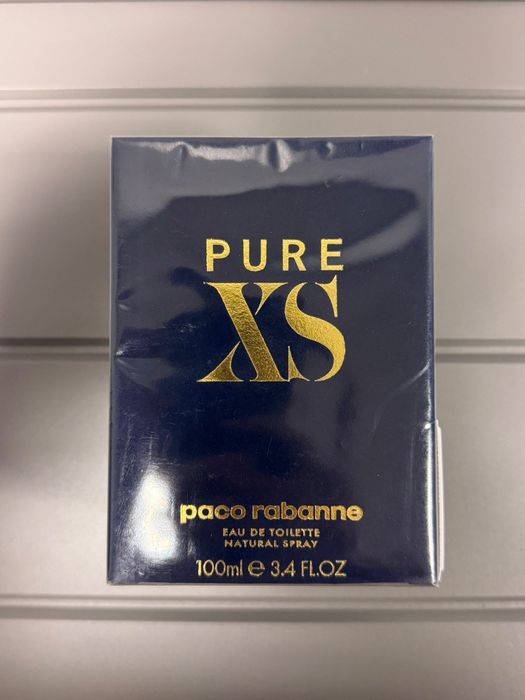 PURE
XS
paco rabanne
EAU DE TOILETTE
NATURAL SPRAY
100ml ℮ 3.4 FL.OZ